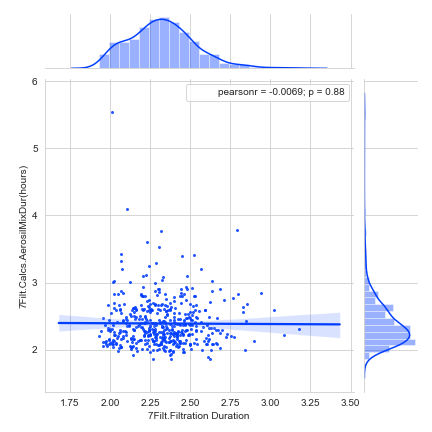 pearsonr = -0.0069; p = 0.88
6
5
4
3
2
7Filt.Calcs.AerosilMixDur(hours)
1.75 2.00 2.25 2.50 2.75 3.00 3.25 3.50
7Filt.Filtration Duration